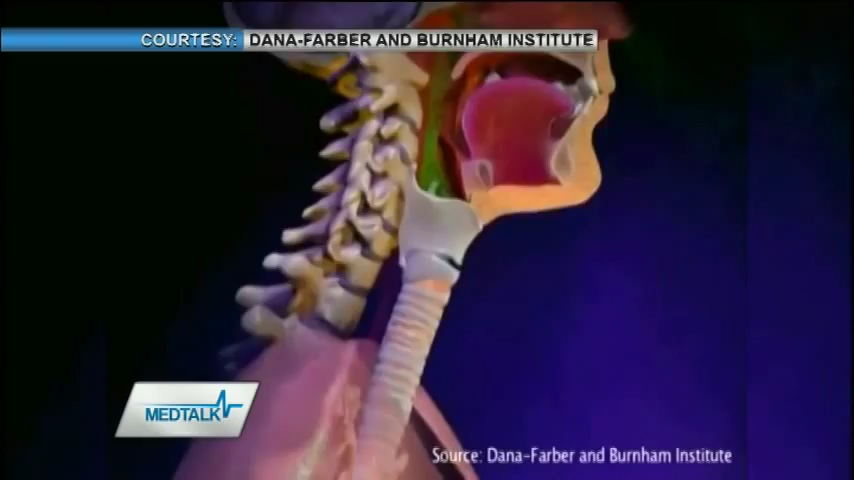 COURTESY: DANA-FARBER AND BURNHAM INSTITUTE
MEDTALK
Source: Dana-Farber and Burnham Institute